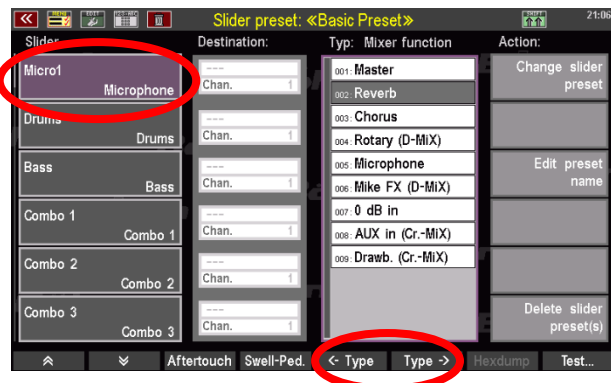 Slider preset: «Basic Preset» 21:06
Slider Destination: Typ: Mixer function Action:
Micro1
Microphone
---
Chan. 1
Drums
Drums
---
Chan. 1
Bass
Bass
---
Chan. 1
Combo 1
Combo 1
---
Chan. 1
Combo 2
Combo 2
---
Chan. 1
Combo 3
Combo 3
---
Chan. 1
001: Master
002: Reverb
003: Chorus
004: Rotary (D-MiX)
005: Microphone
006: Mike FX (D-MiX)
007: 0 dB in
008: AUX in (Cr.-MiX)
009: Drawb. (Cr.-MiX)
Change slider
preset
Edit preset
name
Delete slider
preset(s)
Aftertouch Swell-Ped. <- Type Type -> Hexdump Test...